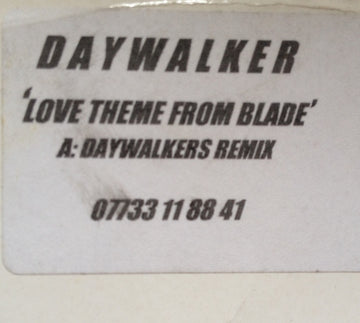 DAYWALKER
'LOVE THEME FROM BLADE'
A: DAYWALKERS REMIX
07733 11 88 41